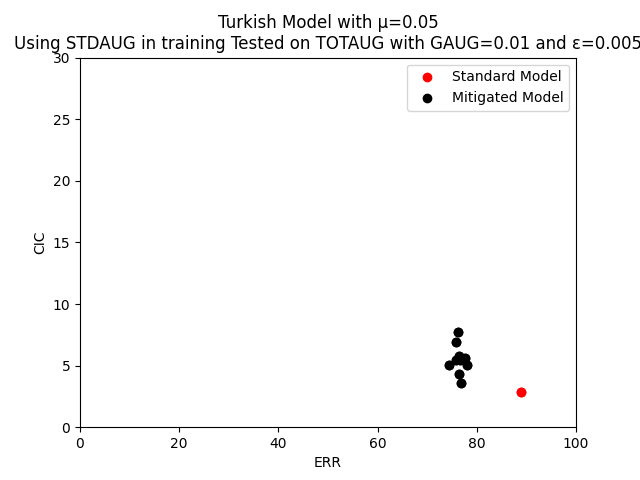 Turkish Model with μ=0.05
Using STDAUG in training Tested on TOTAUG with GAUG=0.01 and ε=0.005
Standard Model
Mitigated Model
30
25
20
15
10
5
0
CIC
0 20 40 60 80 100
ERR